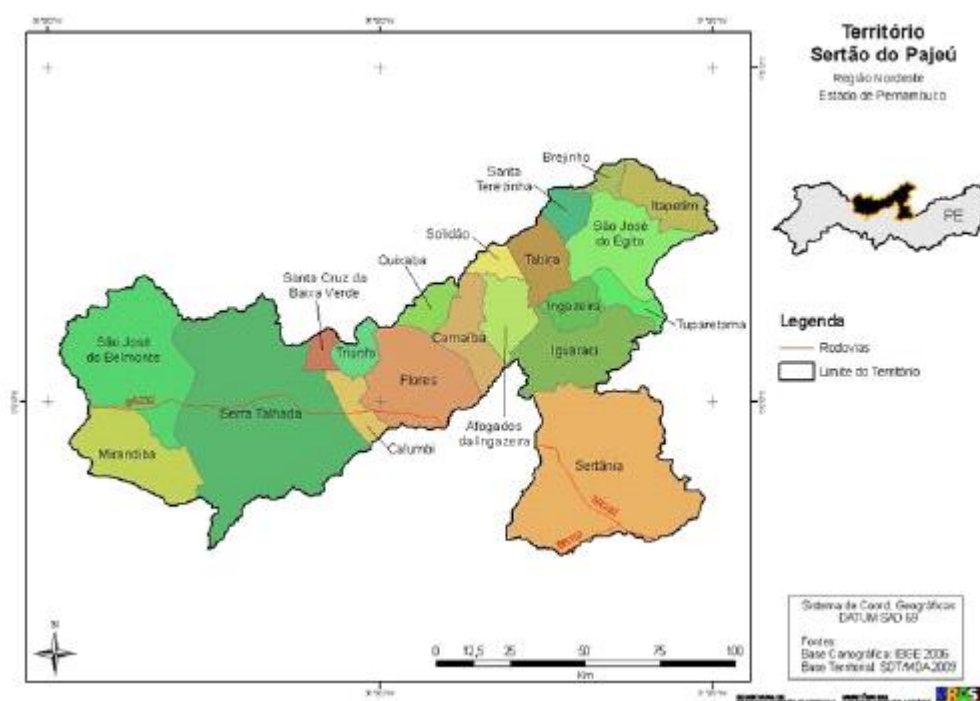 Território
Sertão do Pajeú
Região Nordeste
Estado de Pernambuco
PE
Legenda
Rodovias
Limite do Território
Brejinho
Santa
Terezinha
Itapetim
São José
do Egito
Solidão
Tabira
Quixaba
Santa Cruz da
Baixa Verde
Ingazeira
Tuparetama
São José
do Belmonte
Triunfo
Carnaíba
Iguaraci
Flores
Serra Talhada
Afogados
da Ingazeira
Calumbi
Mirandiba
Sertânia
N
0 12,5 25 50 75 100
Km
Sistema de Coord. Geográficas
DATUM SAD 69
Fontes:
Base Cartográfica: IBGE 2006
Base Territorial: SDT/MDA 2009